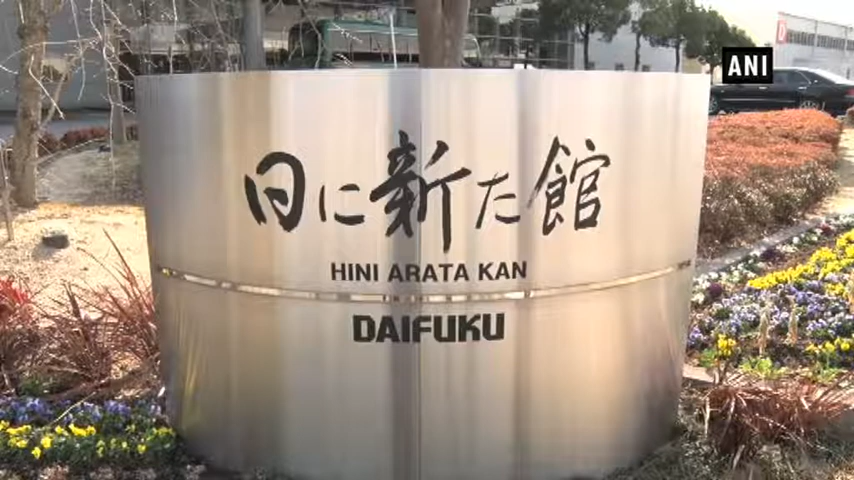 ANI
日に新た館
HINI ARATA KAN
DAIFUKU
D